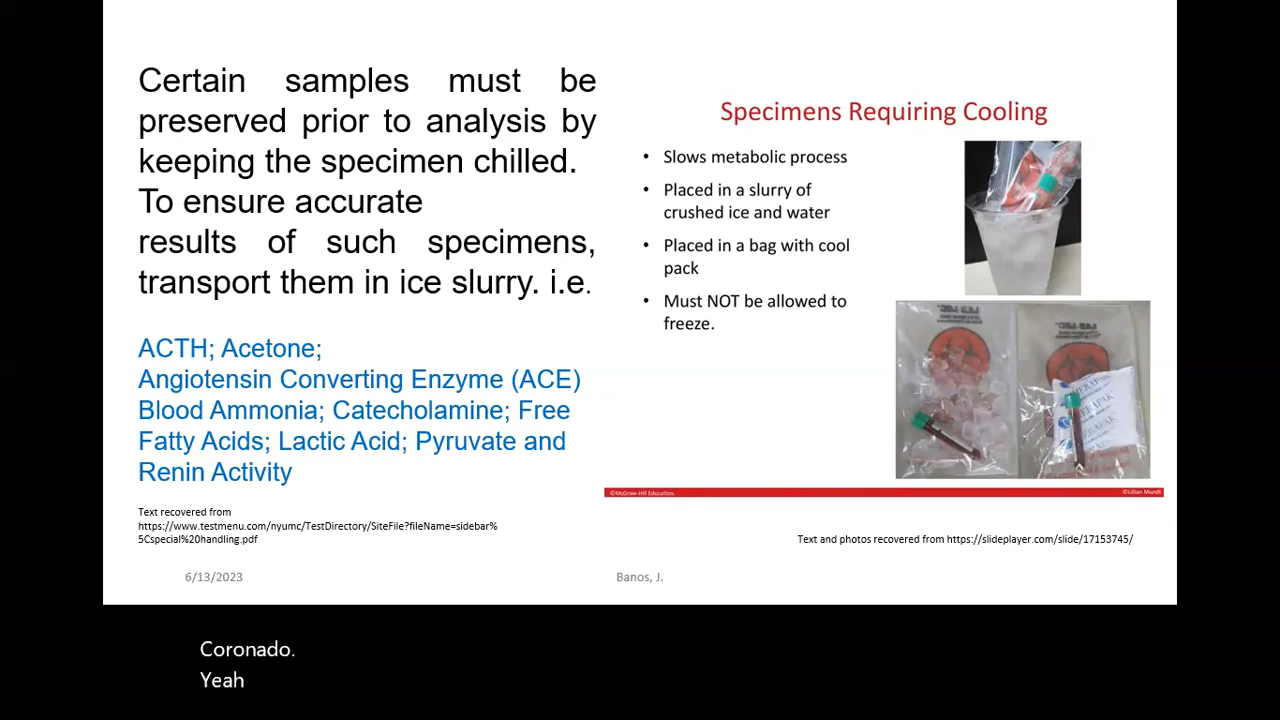 Certain samples must be
preserved prior to analysis by
keeping the specimen chilled.
To ensure accurate
results of such specimens,
transport them in ice slurry. i.e.
ACTH; Acetone;
Angiotensin Converting Enzyme (ACE)
Blood Ammonia; Catecholamine; Free
Fatty Acids; Lactic Acid; Pyruvate and
Renin Activity
Text recovered from
https://www.testmenu.com/nyumc/TestDirectory/SiteFile?fileName=sidebar%
5Cspecial%20handling.pdf
Specimens Requiring Cooling
• Slows metabolic process
• Placed in a slurry of
crushed ice and water
• Placed in a bag with cool
pack
• Must NOT be allowed to
freeze.
©McGraw-Hill Education.
©Lillian Mundt
Text and photos recovered from https://slideplayer.com/slide/17153745/
6/13/2023
Banos, J.
Coronado.
Yeah